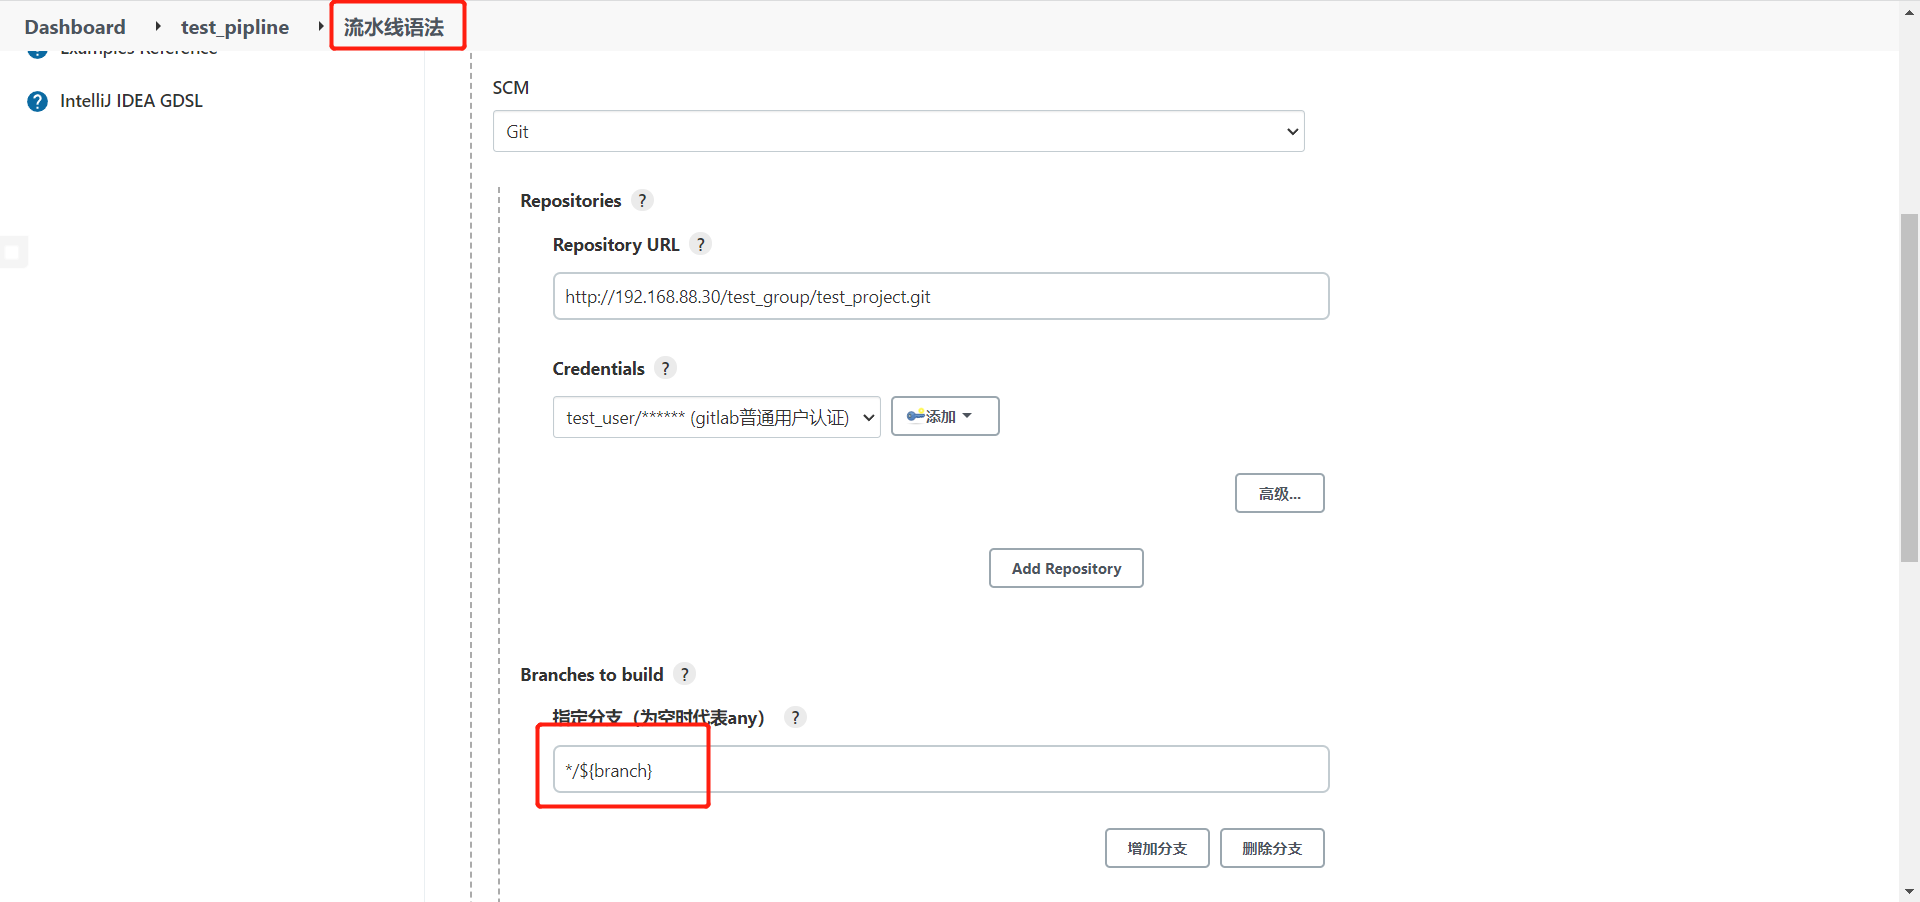 Dashboard
test_pipline
流水线语法
Examples Reference
IntelliJ IDEA GDSL
SCM
Git
Repositories ?
Repository URL ?
http://192.168.88.30/test_group/test_project.git
Credentials ?
test_user/****** (gitlab普通用户认证)
添加
高级...
Add Repository
Branches to build ?
指定分支（为空时代表any） ?
*/${branch}
增加分支
删除分支